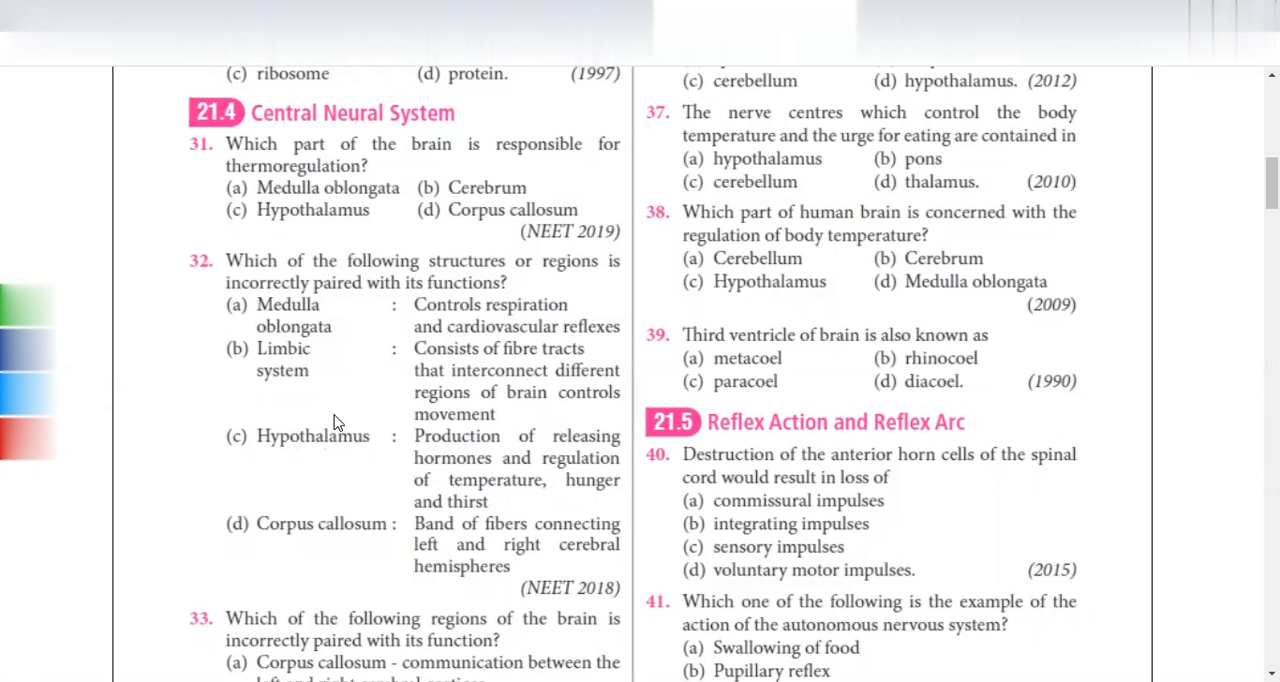 (c) ribosome (d) protein. (1997)
21.4 Central Neural System
31. Which part of the brain is responsible for
thermoregulation?
(a) Medulla oblongata (b) Cerebrum
(c) Hypothalamus (d) Corpus callosum
(NEET 2019)
32. Which of the following structures or regions is
incorrectly paired with its functions?
(a) Medulla : Controls respiration
oblongata and cardiovascular reflexes
(b) Limbic : Consists of fibre tracts
system that interconnect different
regions of brain controls
movement
(c) Hypothalamus : Production of releasing
hormones and regulation
of temperature, hunger
and thirst
(d) Corpus callosum : Band of fibers connecting
left and right cerebral
hemispheres
(NEET 2018)
33. Which of the following regions of the brain is
incorrectly paired with its function?
(a) Corpus callosum - communication between the
(c) cerebellum (d) hypothalamus. (2012)
37. The nerve centres which control the body
temperature and the urge for eating are contained in
(a) hypothalamus (b) pons
(c) cerebellum (d) thalamus. (2010)
38. Which part of human brain is concerned with the
regulation of body temperature?
(a) Cerebellum (b) Cerebrum
(c) Hypothalamus (d) Medulla oblongata
(2009)
39. Third ventricle of brain is also known as
(a) metacoel (b) rhinocoel
(c) paracoel (d) diacoel. (1990)
21.5 Reflex Action and Reflex Arc
40. Destruction of the anterior horn cells of the spinal
cord would result in loss of
(a) commissural impulses
(b) integrating impulses
(c) sensory impulses
(d) voluntary motor impulses. (2015)
41. Which one of the following is the example of the
action of the autonomous nervous system?
(a) Swallowing of food
(b) Pupillary reflex